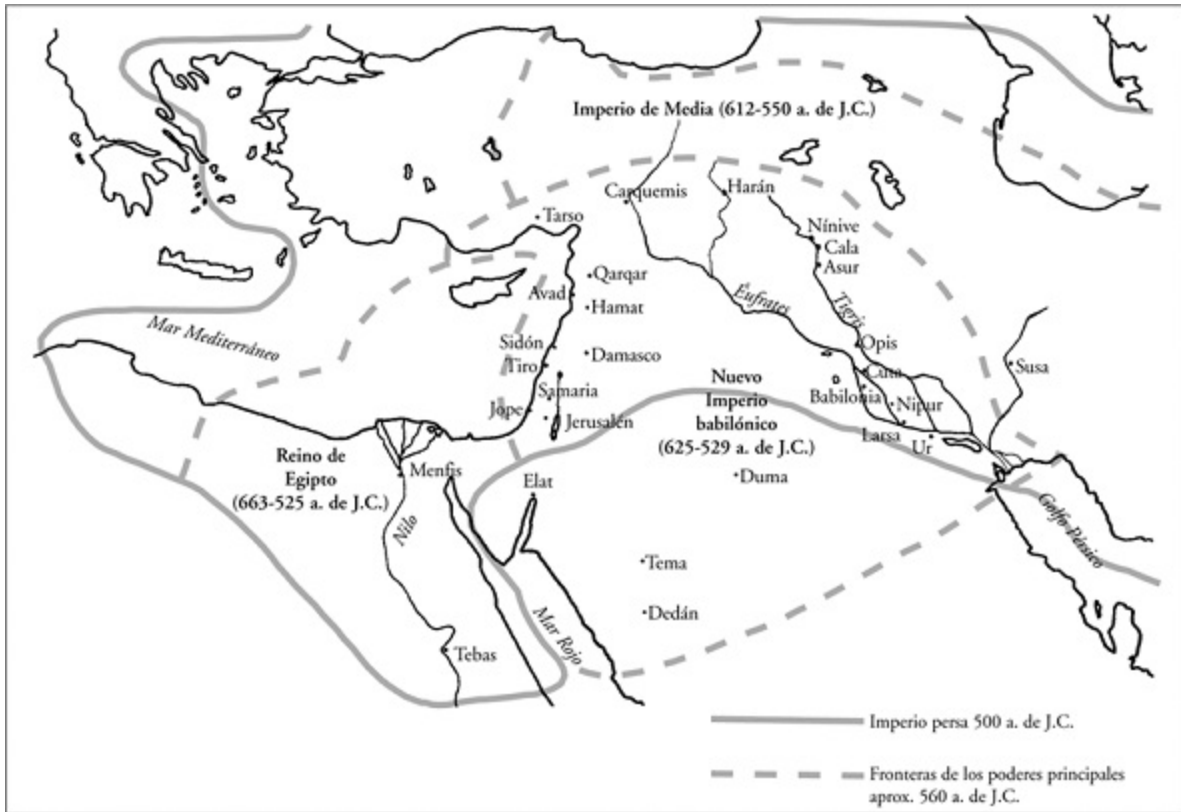 Imperio de Media (612-550 a. de J.C.)
Carquemis
Harán
Tarso
Nínive
Cala
Asur
Qarqar
Avad
Hamat
Éufrates
Tigris
Mar Mediterráneo
Sidón
Tiro
Damasco
Opis
Susa
Samaria
Cuta
Jope
Jerusalén
Babilonia
Nipur
Larsa
Ur
Nuevo
Imperio
babilónico
(625-529 a. de J.C.)
Reino de
Egipto
(663-525 a. de J.C.)
Menfis
Elat
Duma
Nilo
Golfo Pérsico
Tema
Dedán
Mar Rojo
Tebas
Imperio persa 500 a. de J.C.
Fronteras de los poderes principales
aprox. 560 a. de J.C.